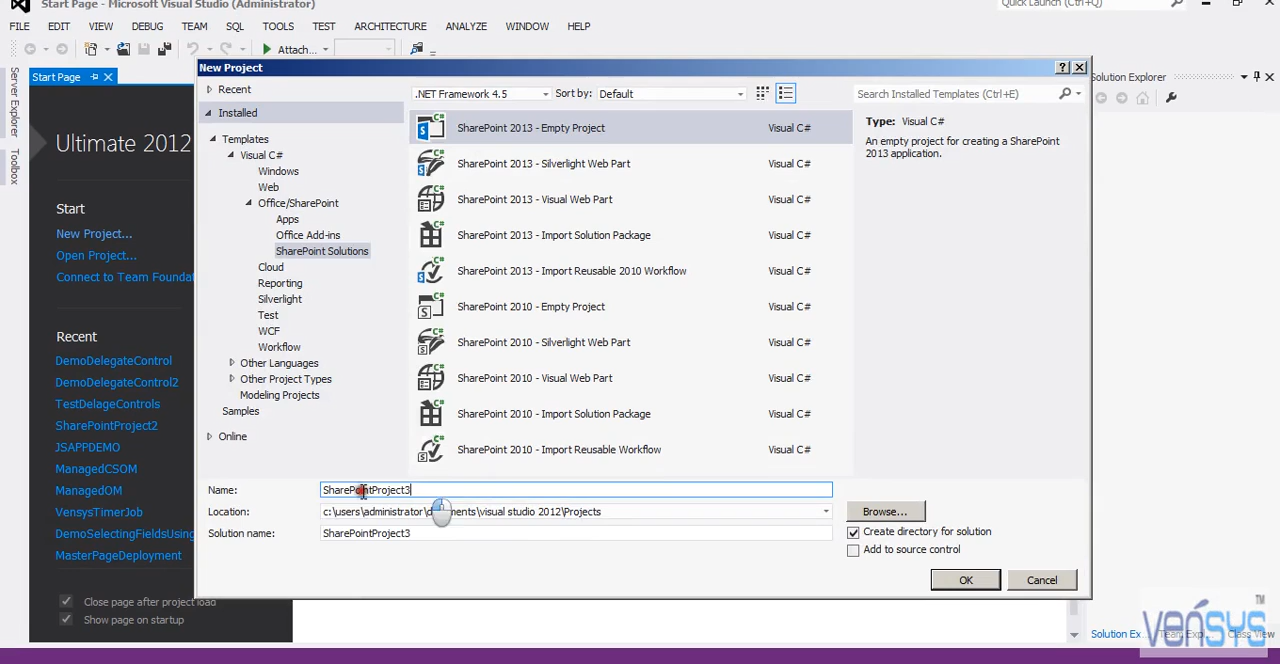 Start Page - Microsoft Visual Studio (Administrator)
Quick Launch (Ctrl+Q)
FILE EDIT VIEW DEBUG TEAM SQL TOOLS TEST ARCHITECTURE ANALYZE WINDOW HELP
Attach...
Start Page
New Project
Solution Explorer
Server Explorer
Toolbox
Recent
Installed
.NET Framework 4.5 Sort by: Default
Search Installed Templates (Ctrl+E)
Templates
Visual C#
Windows
Web
Office/SharePoint
Apps
Office Add-ins
SharePoint Solutions
Cloud
Reporting
Silverlight
Test
WCF
Workflow
Other Languages
Other Project Types
Modeling Projects
Samples
Online
SharePoint 2013 - Empty Project Visual C#
SharePoint 2013 - Silverlight Web Part Visual C#
SharePoint 2013 - Visual Web Part Visual C#
SharePoint 2013 - Import Solution Package Visual C#
SharePoint 2013 - Import Reusable 2010 Workflow Visual C#
SharePoint 2010 - Empty Project Visual C#
SharePoint 2010 - Silverlight Web Part Visual C#
SharePoint 2010 - Visual Web Part Visual C#
SharePoint 2010 - Import Solution Package Visual C#
SharePoint 2010 - Import Reusable Workflow Visual C#
Type: Visual C#
An empty project for creating a SharePoint
2013 application.
Ultimate 2012
Start
New Project...
Open Project...
Connect to Team Founda
Recent
DemoDelegateControl
DemoDelegateControl2
TestDelageControls
SharePointProject2
JSAPPDEMO
ManagedCSOM
ManagedOM
VensysTimerJob
DemoSelectingFieldsUsing
MasterPageDeployment
Close page after project load
Show page on startup
Name: SharePointProject3
Location: c:\users\administrator\documents\visual studio 2012\Projects
Solution name: SharePointProject3
Browse...
Create directory for solution
Add to source control
OK Cancel
Solution Ex... Team Expl... Class View
vensys TM